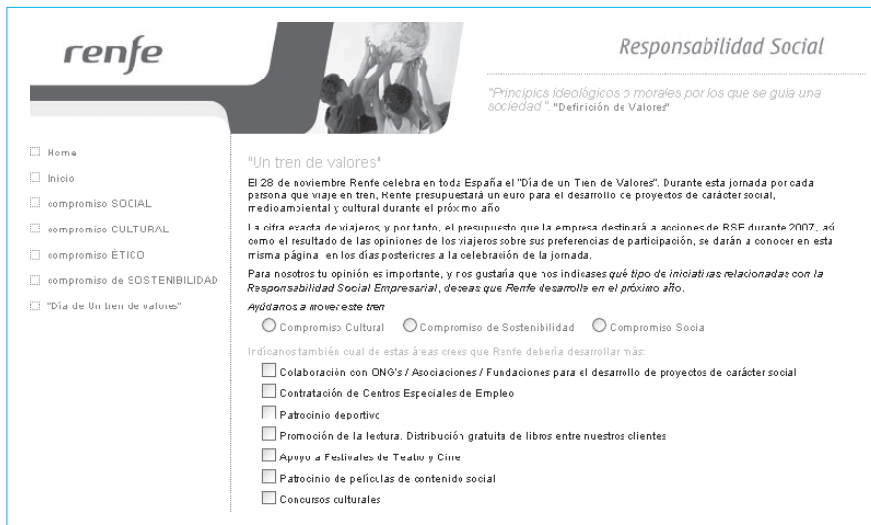 renfe
Responsabilidad Social
"Principios ideológicos o morales por los que se guia una
sociedad". "Definición de Valores"
Home
Inicio
compromiso SOCIAL
compromiso CULTURAL
compromiso ÉTICO
compromiso de SOSTENIBILIDAD
"Día de Un tren de valores"
"Un tren de valores"
El 28 de noviembre Renfe celebra en toda España el "Día de un Tren de Valores". Durante esta jornada por cada
persona que viaje en tren, Renfe presupuestará un euro para el desarrollo de proyectos de carácter social,
medioambiental y cultural durante el próximo año
La cifra exacta de viajeros y por tanto, el presupuesto que la empresa destinará a acciones de RSE durante 2007, así
como el resultado de las opiniones de los viajeros sobre sus preferencias de participación, se darán a conocer en esta
misma página en los días posteriores a la celebración de la jornada.
Para nosotros tu opinión es importante, y nos gustaría que nos indicases qué tipo de iniciativas relacionadas con la
Responsabilidad Social Empresarial, deseas que Renfe desarrolle en el próximo año.
Ayúdanos a mover este tren
Compromiso Cultural Compromiso de Sostenibilidad Compromiso Socia
Indícanos también cual de estas áreas crees que Renfe debería desarrollar más:
Colaboración con ONG's / Asociaciones / Fundaciones para el desarrollo de proyectos de carácter social
Contratación de Centros Especiales de Empleo
Patrocinio deportivo
Promoción de la lectura. Distribución gratuita de libros entre nuestros clientes
Apoyo a Festivales de Teatro y Cine
Patrocinio de películas de contenido social
Concursos culturales